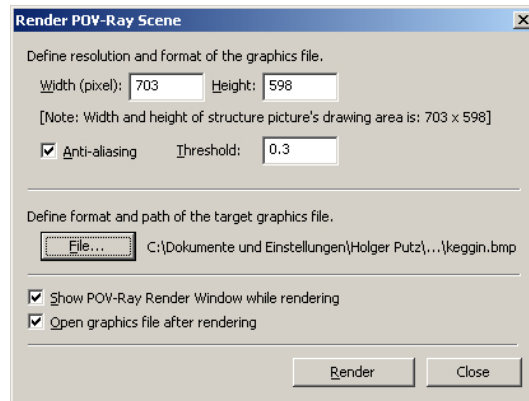 Render POV-Ray Scene
Define resolution and format of the graphics file.
Width (pixel): 703 Height: 598
[Note: Width and height of structure picture's drawing area is: 703 x 598]
Anti-aliasing Threshold: 0.3
Define format and path of the target graphics file.
File... C:\Dokumente und Einstellungen\Holger Putz\...\keggin.bmp
Show POV-Ray Render Window while rendering
Open graphics file after rendering
Render Close